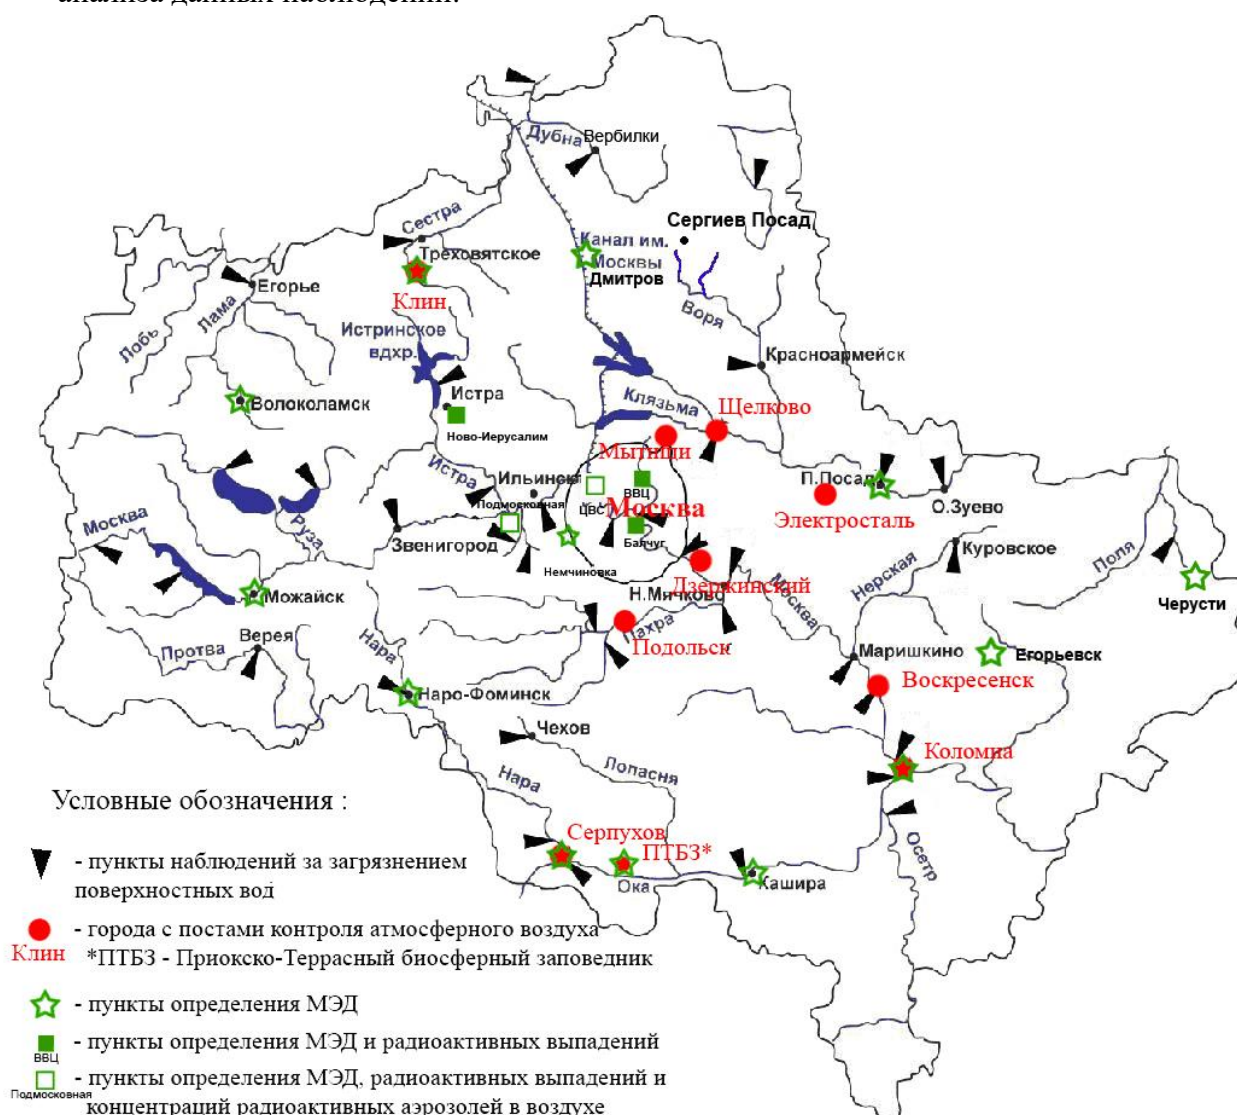 анализа данных наблюдений.
Дубна
Вербилки
Сергиев Посад
Сестра
Треховятское
Канал им.
Москвы
Дмитров
Егорье
Клин
Лобь
Лама
Истринское
вдхр.
Воря
Красноармейск
Волоколамск
Истра
Клязьма
Щелково
Ново-Иерусалим
Мытищи
Истра
Ильинск
П.Посад
ВВЦ
Подмосковная
ЦВС
Москва
О.Зуево
Электросталь
Москва
Руза
Звенигород
Балчуг
Куровское
Немчиновка
Нерская
Поля
Дзержинский
Можайск
Н.Мячково
Москва
Черусти
Верея
Протва
Нара
Пахра
Подольск
Маришкино
Егорьевск
Наро-Фоминск
Воскресенск
Чехов
Коломна
Нара
Лопасня
Условные обозначения :
Серпухов
ПТБЗ*
Осетр
Ока
Кашира
- пункты наблюдений за загрязнением
поверхностных вод
- города с постами контроля атмосферного воздуха
Клин *ПТБЗ - Приокско-Террасный биосферный заповедник
- пункты определения МЭД
- пункты определения МЭД и радиоактивных выпадений
ВВЦ
- пункты определения МЭД, радиоактивных выпадений и
Подмосковная
концентраций радиоактивных аэрозолей в воздухе